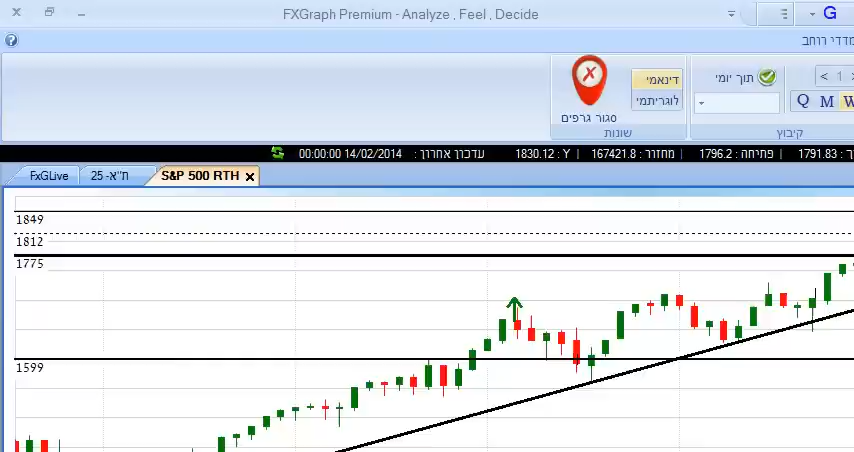 FXGraph Premium - Analyze , Feel , Decide
G
מדדי רוחב
תוך יומי
< 1 >
Q M W
קיבוץ
דינאמי
לוגריתמי
סגור גרפים
שונות
1791.83 : פתיחה : 1796.2 | מחזור : 167421.8 | Y : 1830.12 עדכון אחרון : 14/02/2014 00:00:00
FxGLive ת"א- 25 S&P 500 RTH
1849
1812
1775
1599